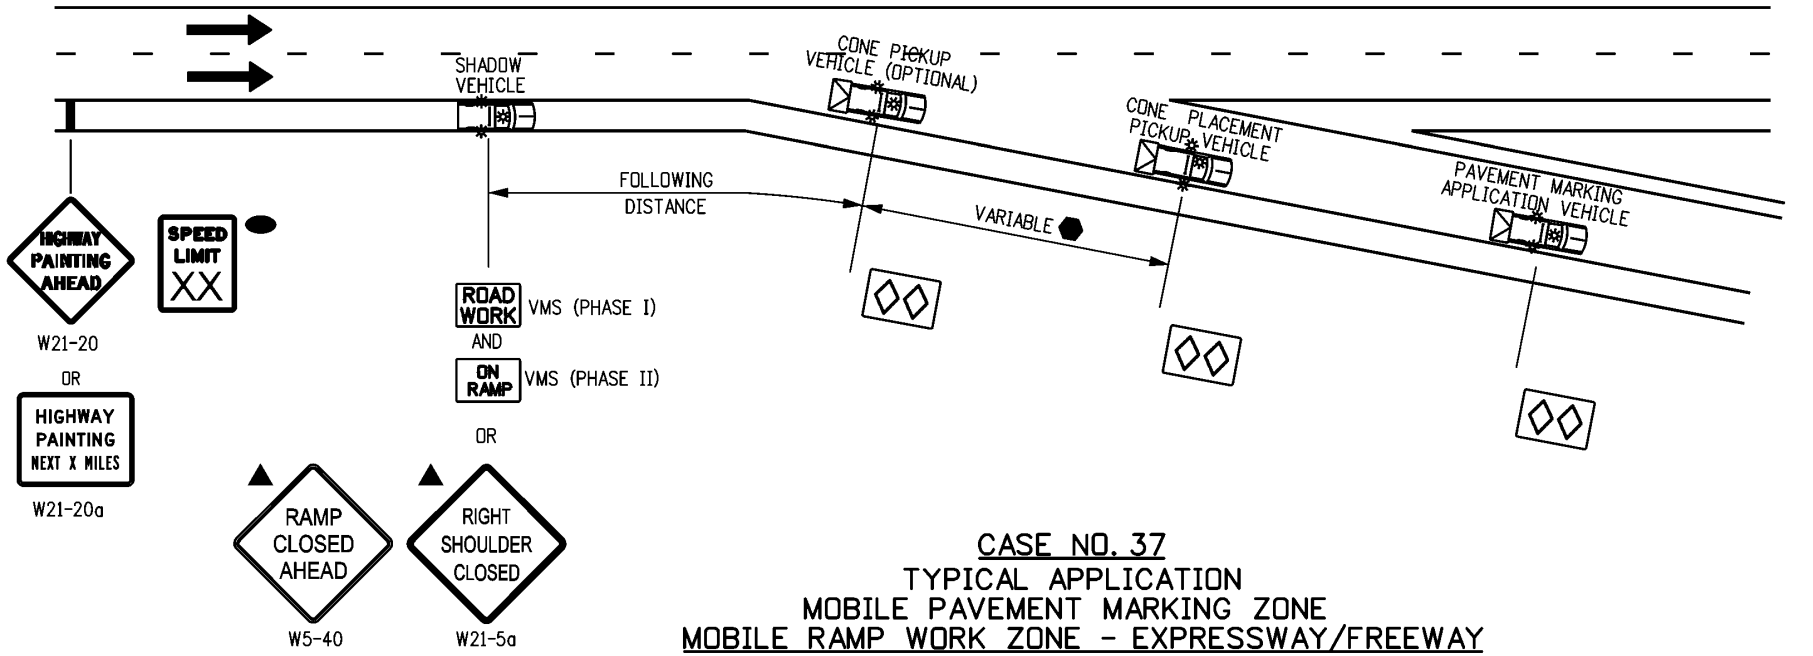 CONE PICKUP
VEHICLE (OPTIONAL)
SHADOW
VEHICLE
CONE PLACEMENT
PICKUP VEHICLE
PAVEMENT MARKING
APPLICATION VEHICLE
FOLLOWING
DISTANCE
VARIABLE
HIGHWAY
PAINTING
AHEAD
W21-20
OR
HIGHWAY
PAINTING
NEXT X MILES
W21-20a
SPEED
LIMIT
XX
ROAD
WORK
VMS (PHASE I)
AND
ON
RAMP
VMS (PHASE II)
OR
RAMP
CLOSED
AHEAD
W5-40
RIGHT
SHOULDER
CLOSED
W21-5a
CASE NO. 37
TYPICAL APPLICATION
MOBILE PAVEMENT MARKING ZONE
MOBILE RAMP WORK ZONE - EXPRESSWAY/FREEWAY